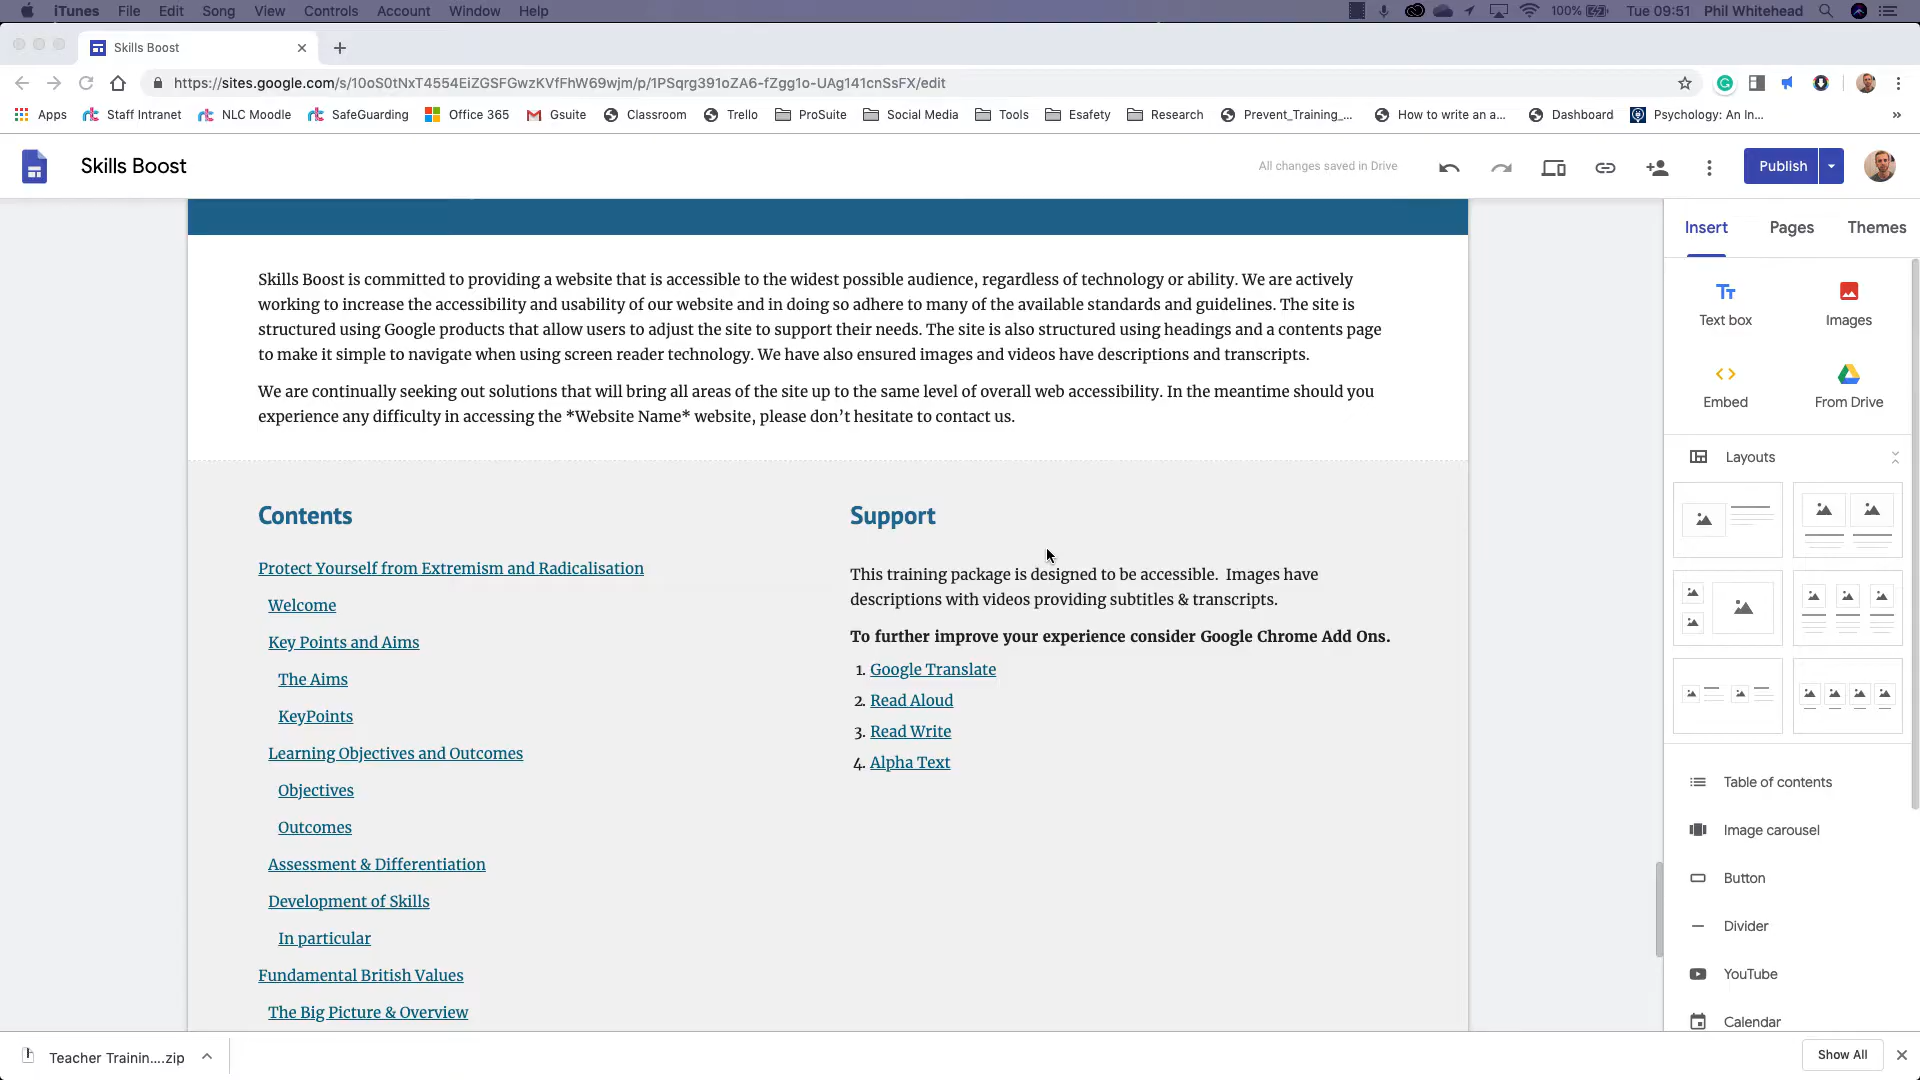 iTunes File Edit Song View Controls Account Window Help 100% Tue 09:51 Phil Whitehead
Skills Boost
https://sites.google.com/s/10oS0tNxT4554EiZGSFGwzKVfFhW69wjm/p/1PSqrg391oZA6-fZgg1o-UAg141cnSsFX/edit
Apps Staff Intranet NLC Moodle SafeGuarding Office 365 Gsuite Classroom Trello ProSuite Social Media Tools Esafety Research Prevent_Training_... How to write an a... Dashboard Psychology: An In... »
Skills Boost All changes saved in Drive Publish
Insert Pages Themes
Skills Boost is committed to providing a website that is accessible to the widest possible audience, regardless of technology or ability. We are actively
working to increase the accessibility and usability of our website and in doing so adhere to many of the available standards and guidelines. The site is
structured using Google products that allow users to adjust the site to support their needs. The site is also structured using headings and a contents page
to make it simple to navigate when using screen reader technology. We have also ensured images and videos have descriptions and transcripts.
We are continually seeking out solutions that will bring all areas of the site up to the same level of overall web accessibility. In the meantime should you
experience any difficulty in accessing the *Website Name* website, please don’t hesitate to contact us.
Contents
Protect Yourself from Extremism and Radicalisation
Welcome
Key Points and Aims
The Aims
KeyPoints
Learning Objectives and Outcomes
Objectives
Outcomes
Assessment & Differentiation
Development of Skills
In particular
Fundamental British Values
The Big Picture & Overview
Support
This training package is designed to be accessible.  Images have
descriptions with videos providing subtitles & transcripts.
To further improve your experience consider Google Chrome Add Ons.
1. Google Translate
2. Read Aloud
3. Read Write
4. Alpha Text
Tт
Text box Images
Embed From Drive
Layouts
Table of contents
Image carousel
Button
Divider
YouTube
Calendar
Teacher Trainin....zip Show All